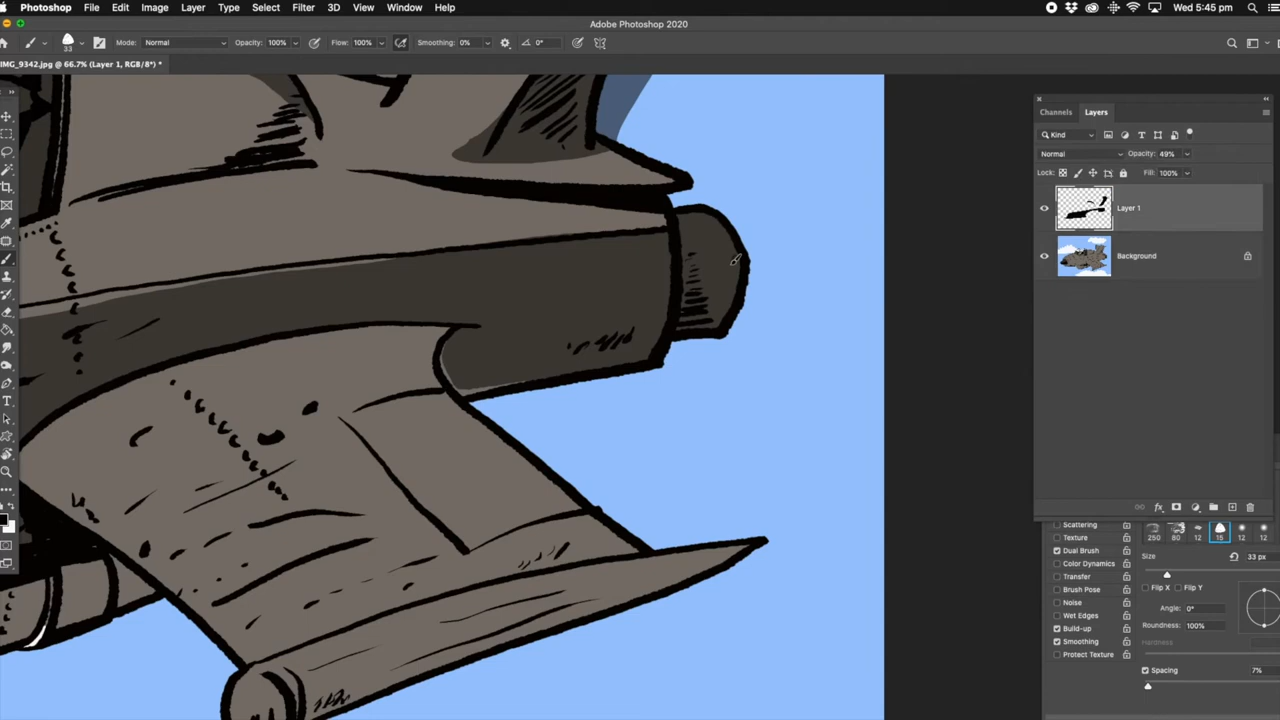 Photoshop File Edit Image Layer Type Select Filter 3D View Window Help Wed 5:45 pm
Adobe Photoshop 2020
33 Mode: Normal Opacity: 100% Flow: 100% Smoothing: 0% 0°
IMG_9342.jpg @ 66.7% (Layer 1, RGB/8*) *
Channels Layers
Kind
Normal Opacity: 49%
Lock: Fill: 100%
Layer 1
Background
Scattering
Texture
Dual Brush
Color Dynamics
Transfer
Brush Pose
Noise
Wet Edges
Build-up
Smoothing
Protect Texture
250 80 12 15 12 12
Size 33 px
Flip X Flip Y
Angle: 0°
Roundness: 100%
Hardness
Spacing 7%